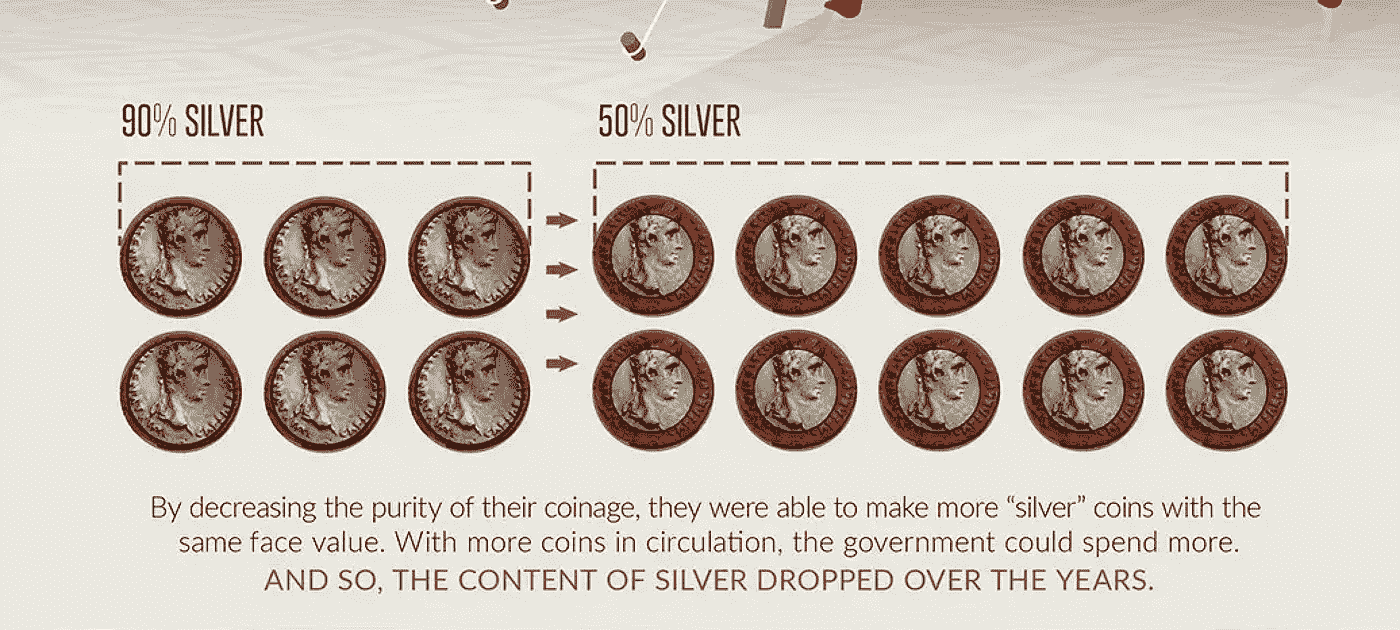 90% SILVER
50% SILVER
By decreasing the purity of their coinage, they were able to make more “silver” coins with the
same face value. With more coins in circulation, the government could spend more.
AND SO, THE CONTENT OF SILVER DROPPED OVER THE YEARS.